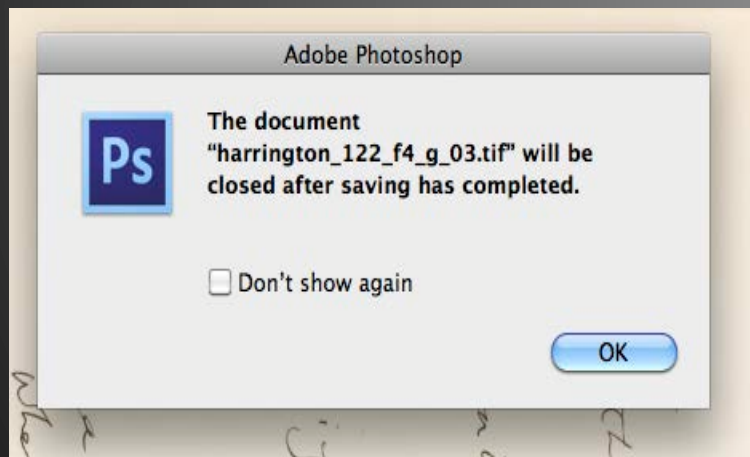 Adobe Photoshop
Ps
The document
“harrington_122_f4_g_03.tif” will be
closed after saving has completed.
Don't show again
OK